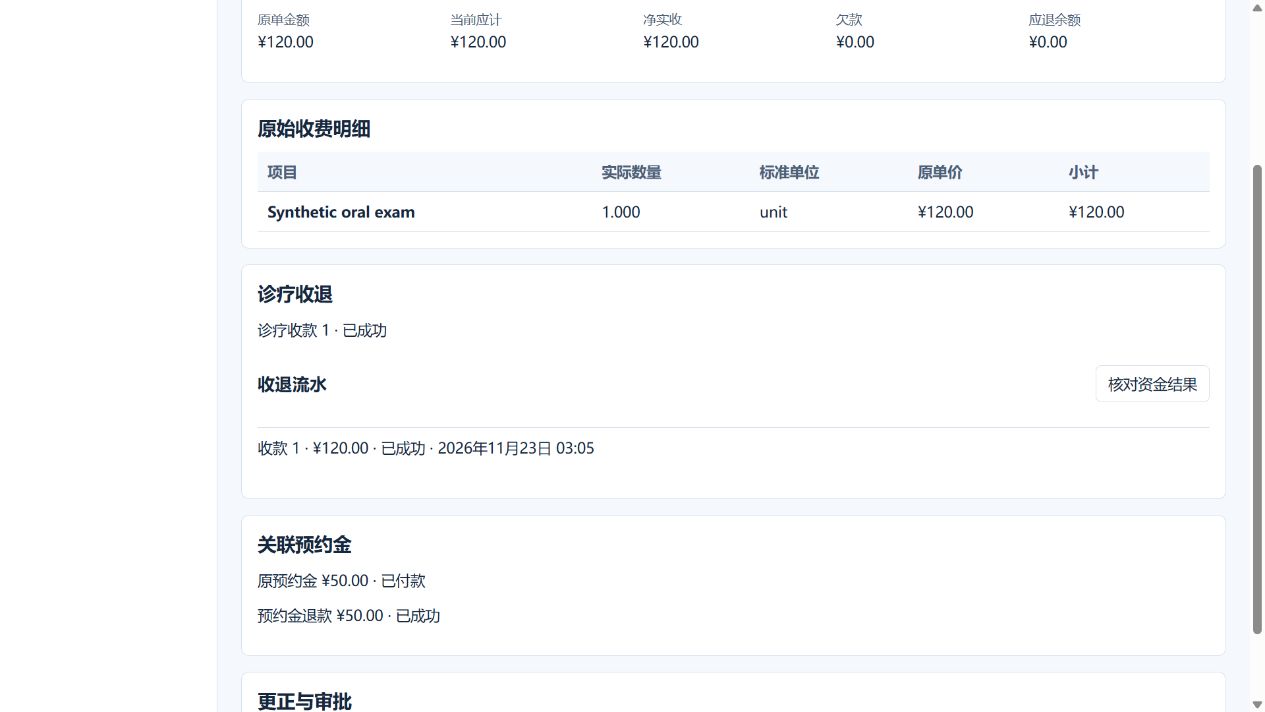 原单金额 当前应计 净实收 欠款 应退余额
¥120.00 ¥120.00 ¥120.00 ¥0.00 ¥0.00
原始收费明细
项目 实际数量 标准单位 原单价 小计
Synthetic oral exam 1.000 unit ¥120.00 ¥120.00
诊疗收退
诊疗收款 1 · 已成功
收退流水 核对资金结果
收款 1 · ¥120.00 · 已成功 · 2026年11月23日 03:05
关联预约金
原预约金 ¥50.00 · 已付款
预约金退款 ¥50.00 · 已成功
更正与审批